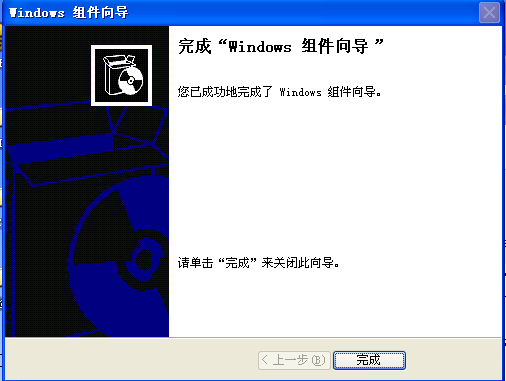 Windows 组件向导
完成“Windows 组件向导 ”
您已成功地完成了 Windows 组件向导。
请单击“完成”来关闭此向导。
< 上一步(B)
完成